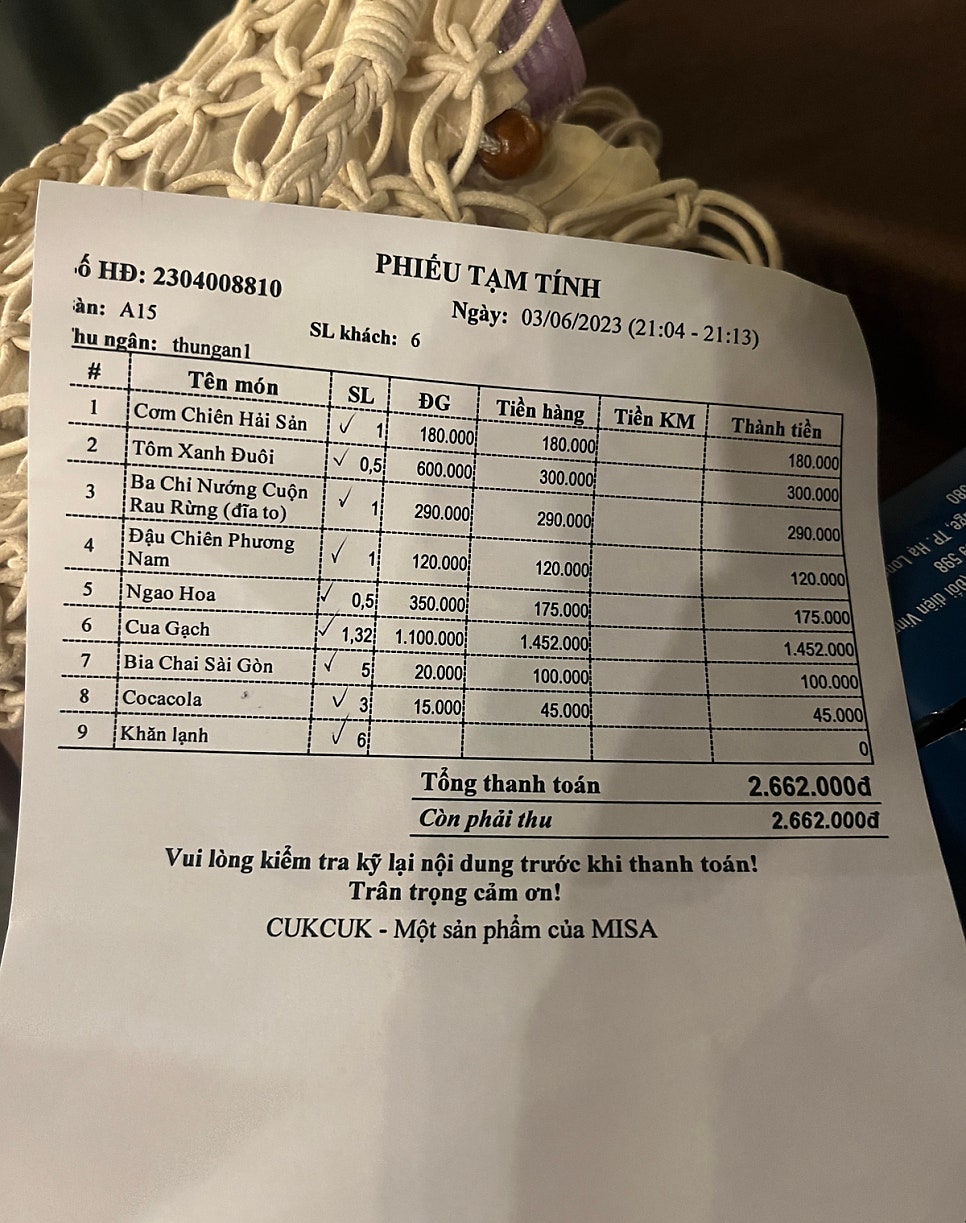 ố HĐ: 2304008810
PHIẾU TẠM TÍNH
àn: A15
Ngày: 03/06/2023 (21:04 - 21:13)
hu ngân: thungan1
SL khách: 6
# Tên món SL ĐG Tiền hàng Tiền KM Thành tiền
1 Cơm Chiên Hải Sản ✓ 1 180.000 180.000 180.000
2 Tôm Xanh Đuôi ✓ 0,5 600.000 300.000 300.000
3 Ba Chỉ Nướng Cuộn
Rau Rừng (đĩa to) ✓ 1 290.000 290.000 290.000
4 Đậu Chiên Phương
Nam ✓ 1 120.000 120.000 120.000
5 Ngao Hoa ✓ 0,5 350.000 175.000 175.000
6 Cua Gạch ✓ 1,32 1.100.000 1.452.000 1.452.000
7 Bia Chai Sài Gòn ✓ 5 20.000 100.000 100.000
8 Cocacola ✓ 3 15.000 45.000 45.000
9 Khăn lạnh ✓ 6 0
Tổng thanh toán 2.662.000đ
Còn phải thu 2.662.000đ
Vui lòng kiểm tra kỹ lại nội dung trước khi thanh toán!
Trân trọng cảm ơn!
CUKCUK - Một sản phẩm của MISA
598
TP. Hạ Lon
đối diện Vin